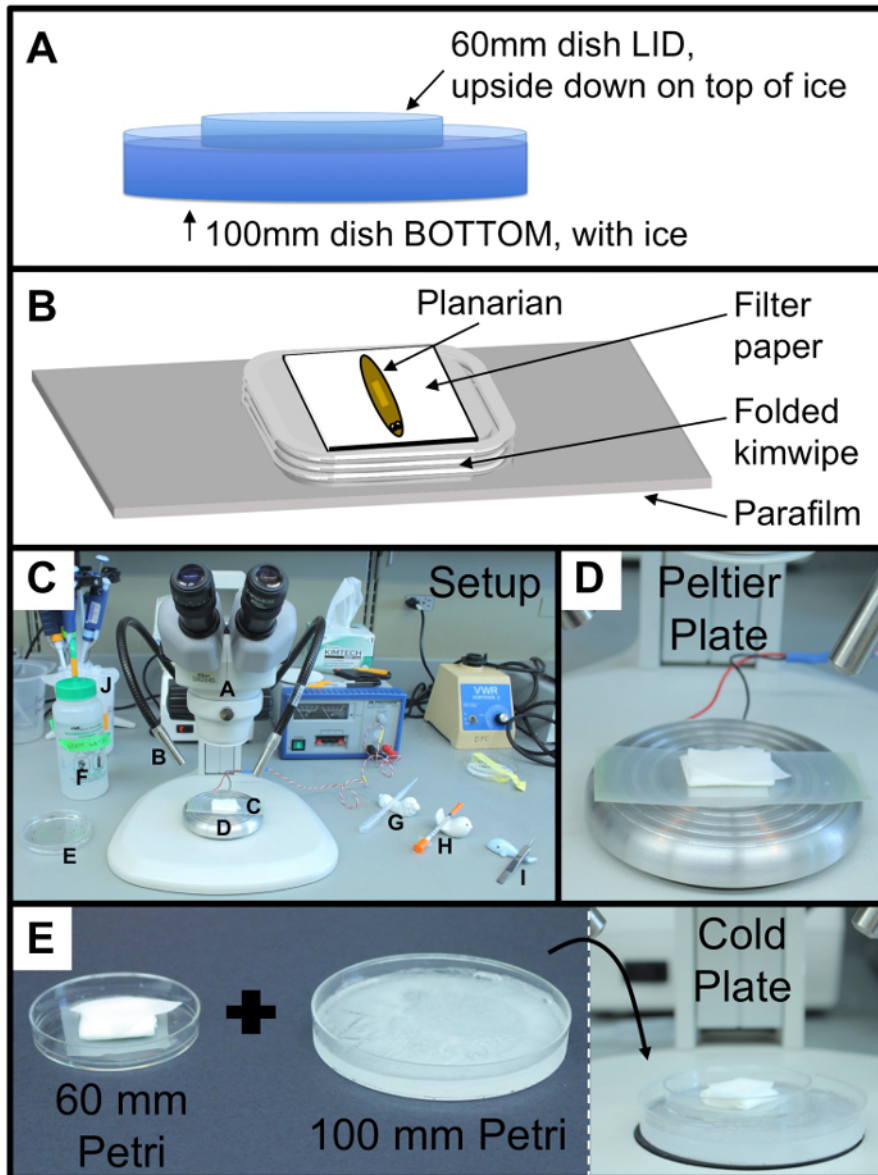 A
60mm dish LID,
upside down on top of ice
100mm dish BOTTOM, with ice
B
Planarian
Filter
paper
Folded
kimwipe
Parafilm
C
Setup
KIMTECH
VWR
A
J
B
F
C
D
E
G
H
I
D
Peltier
Plate
E
60 mm
Petri
100 mm Petri
Cold
Plate